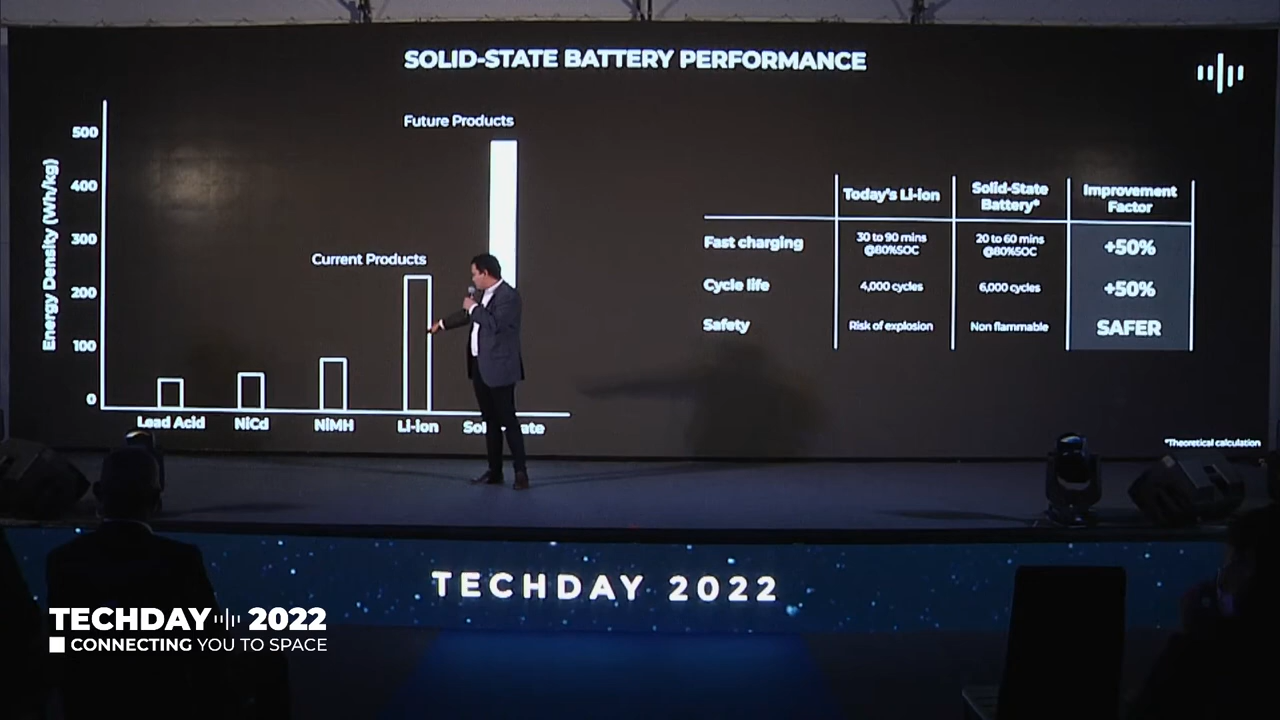 SOLID-STATE BATTERY PERFORMANCE
Energy Density (Wh/kg)
500
400
300
200
100
0
Future Products
Current Products
Lead Acid
NiCd
NiMH
Li-ion
Today's Li-ion
Solid-State
Battery*
Improvement
Factor
Fast charging
30 to 90 mins
@80%SOC
20 to 60 mins
@80%SOC
+50%
Cycle life
4,000 cycles
6,000 cycles
+50%
Safety
Risk of explosion
Non flammable
SAFER
*Theoretical calculation
TECHDAY 2022
TECHDAY 2022
CONNECTING YOU TO SPACE